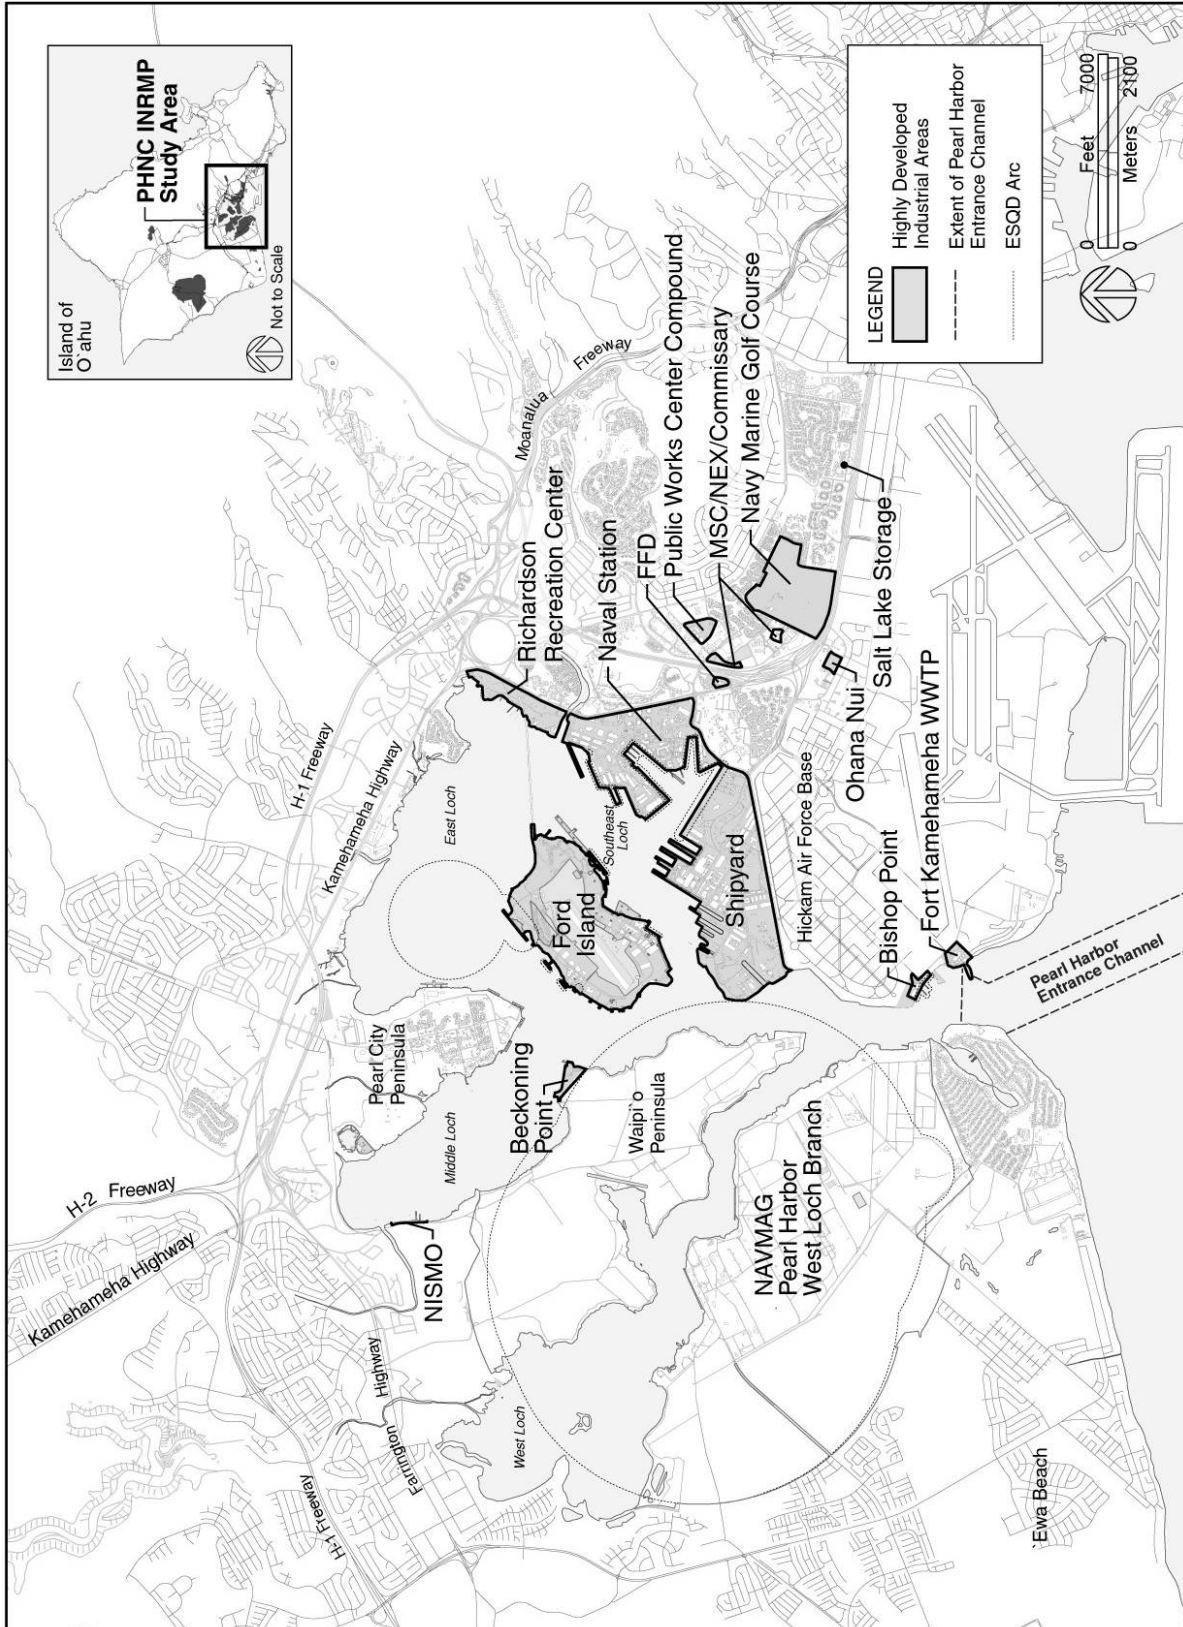 Island of
O`ahu
PHNC INRMP
Study Area
Not to Scale
H-2 Freeway
Kamehameha Highway
H-1 Freeway
Kamehameha Highway
Moanalua Freeway
Farrington Highway
H-1 Freeway
NISMO
Middle Loch
Pearl City
Peninsula
East Loch
Richardson
Recreation Center
Naval Station
FFD
Public Works Center Compound
MSC/NEX/Commissary
Navy Marine Golf Course
West Loch
Beckoning
Point
Waipi`o
Peninsula
Ford
Island
Southeast
Loch
Shipyard
Hickam Air Force Base
Ohana Nui
Salt Lake Storage
NAVMAG
Pearl Harbor
West Loch Branch
Bishop Point
Fort Kamehameha WWTP
Pearl Harbor
Entrance Channel
`Ewa Beach
LEGEND
Highly Developed
Industrial Areas
Extent of Pearl Harbor
Entrance Channel
ESQD Arc
0 Feet 7000
0 Meters 2100